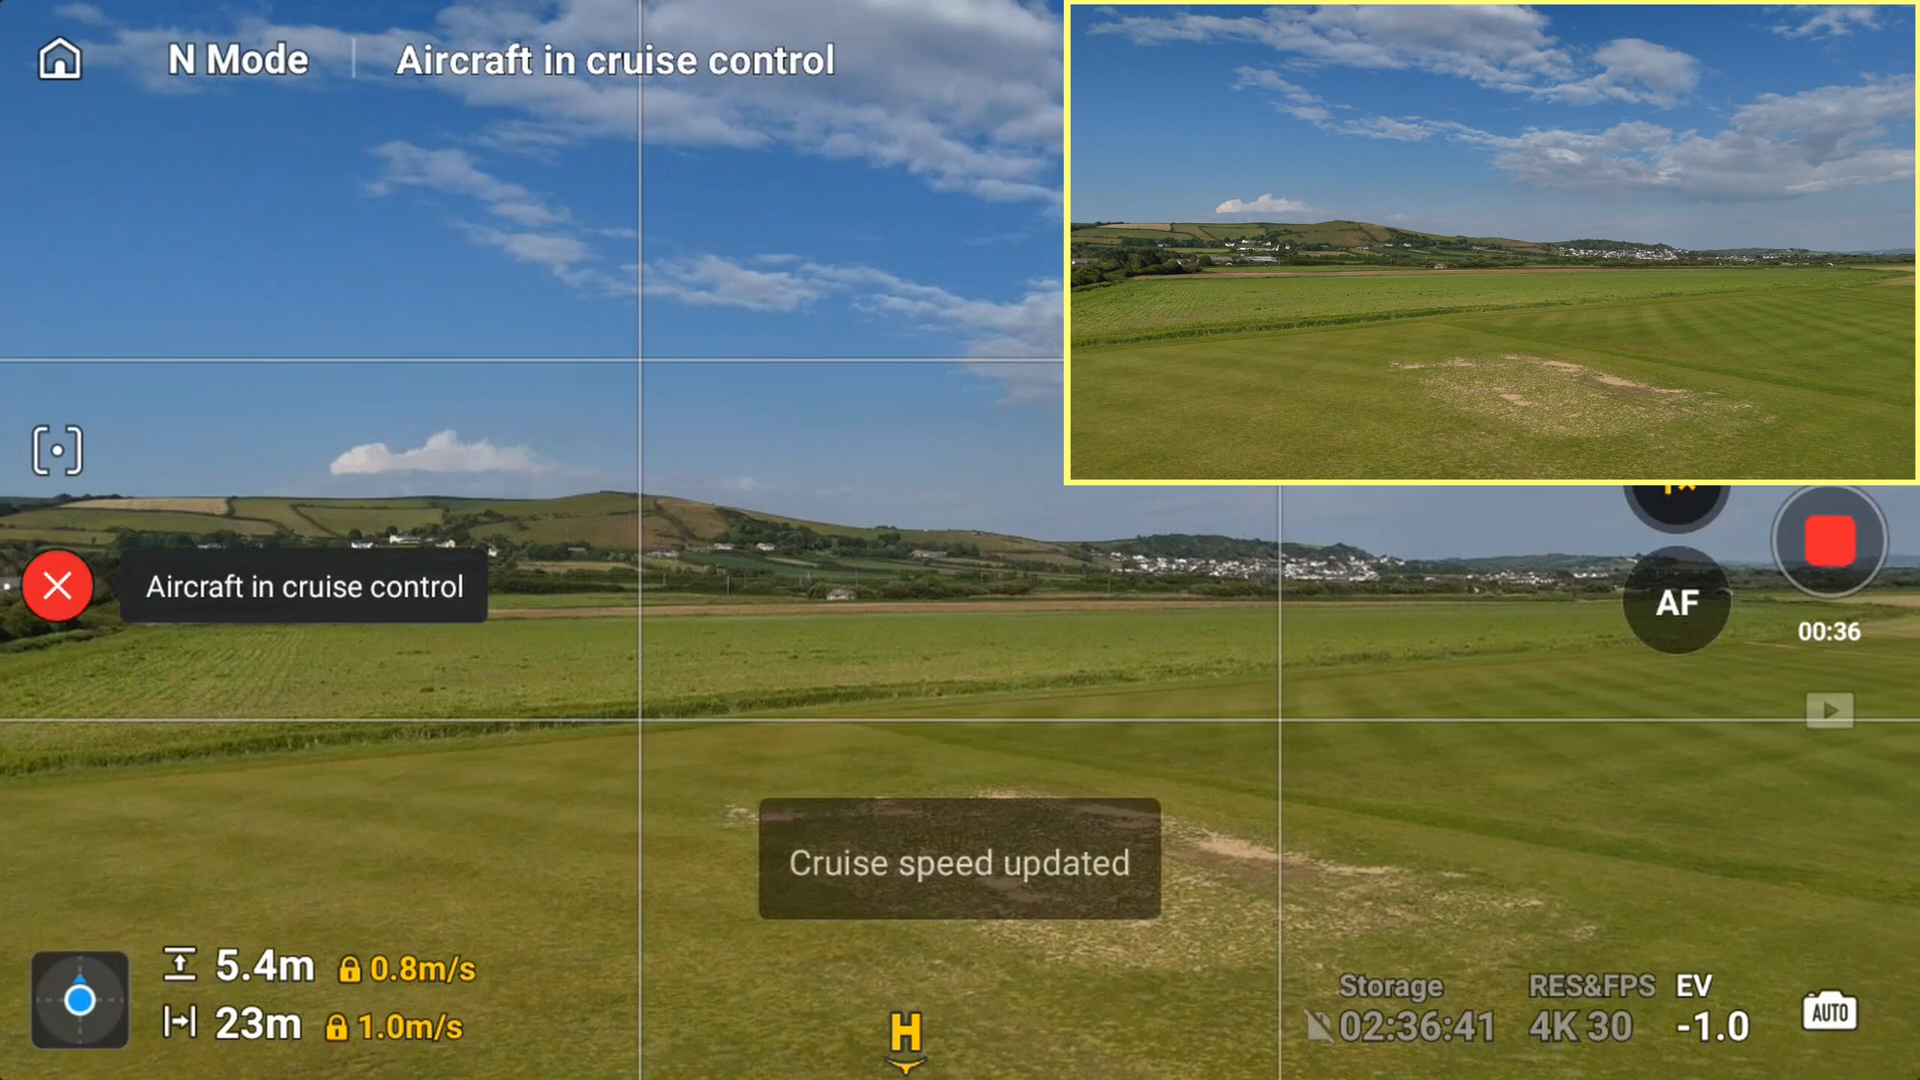 N Mode
Aircraft in cruise control
Aircraft in cruise control
AF
00:36
Cruise speed updated
5.4m 0.8m/s
23m 1.0m/s
H
Storage
02:36:41
RES&FPS
4K 30
EV
-1.0
AUTO